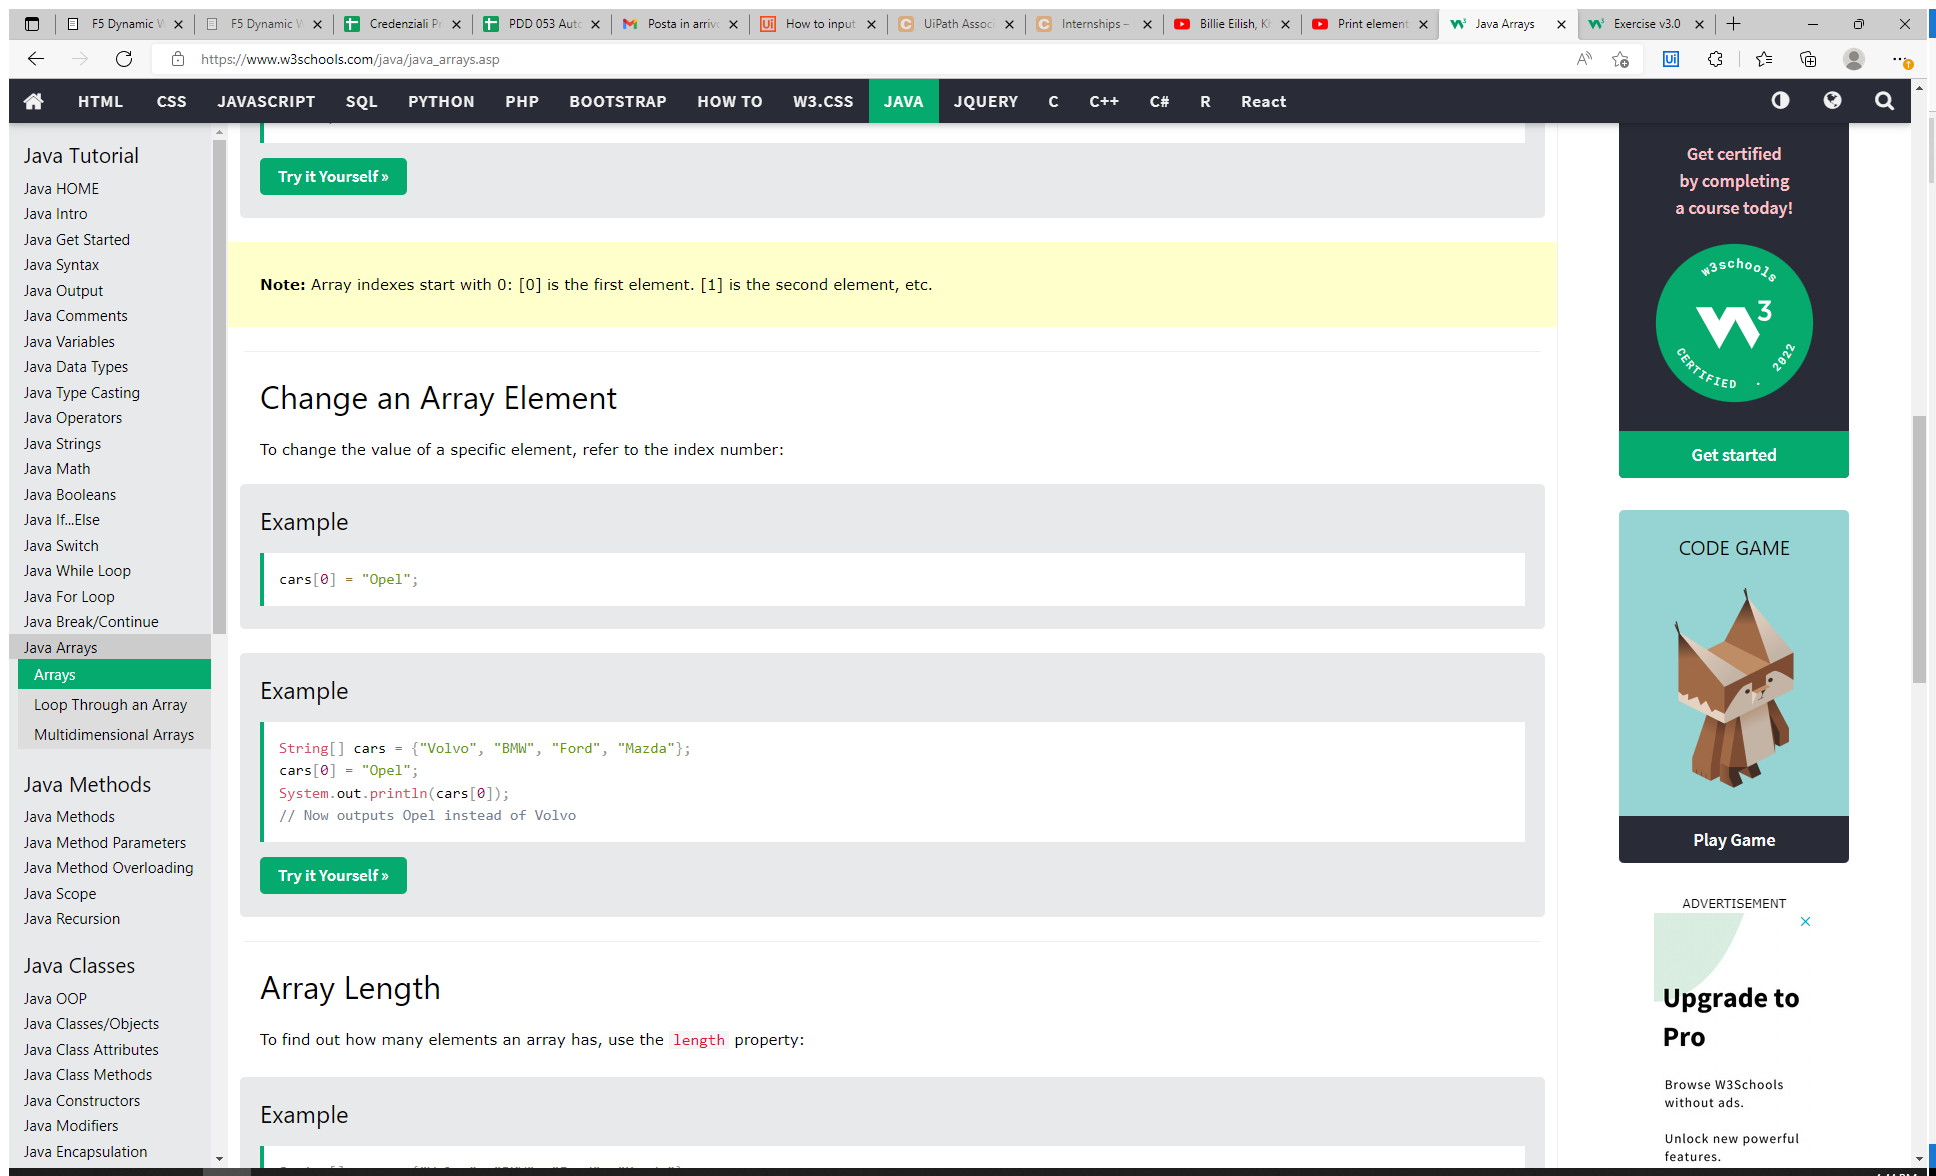 F5 Dynamic W
F5 Dynamic W
Credenziali Pr
PDD 053 Auto
Posta in arrivo
How to input
UiPath Associ
Internships –
Billie Eilish, Kh
Print element
Java Arrays
Exercise v3.0
https://www.w3schools.com/java/java_arrays.asp
HTML CSS JAVASCRIPT SQL PYTHON PHP BOOTSTRAP HOW TO W3.CSS JAVA JQUERY C C++ C# R React
Java Tutorial
Java HOME
Java Intro
Java Get Started
Java Syntax
Java Output
Java Comments
Java Variables
Java Data Types
Java Type Casting
Java Operators
Java Strings
Java Math
Java Booleans
Java If...Else
Java Switch
Java While Loop
Java For Loop
Java Break/Continue
Java Arrays
Arrays
Loop Through an Array
Multidimensional Arrays
Java Methods
Java Methods
Java Method Parameters
Java Method Overloading
Java Scope
Java Recursion
Java Classes
Java OOP
Java Classes/Objects
Java Class Attributes
Java Class Methods
Java Constructors
Java Modifiers
Java Encapsulation
Try it Yourself »
Note: Array indexes start with 0: [0] is the first element. [1] is the second element, etc.
Change an Array Element
To change the value of a specific element, refer to the index number:
Example
cars[0] = "Opel";
Example
String[] cars = {"Volvo", "BMW", "Ford", "Mazda"};
cars[0] = "Opel";
System.out.println(cars[0]);
// Now outputs Opel instead of Volvo
Try it Yourself »
Array Length
To find out how many elements an array has, use the length property:
Example
Get certified
by completing
a course today!
w3schools
W3
CERTIFIED . 2022
Get started
CODE GAME
Play Game
ADVERTISEMENT
Upgrade to
Pro
Browse W3Schools
without ads.
Unlock new powerful
features.